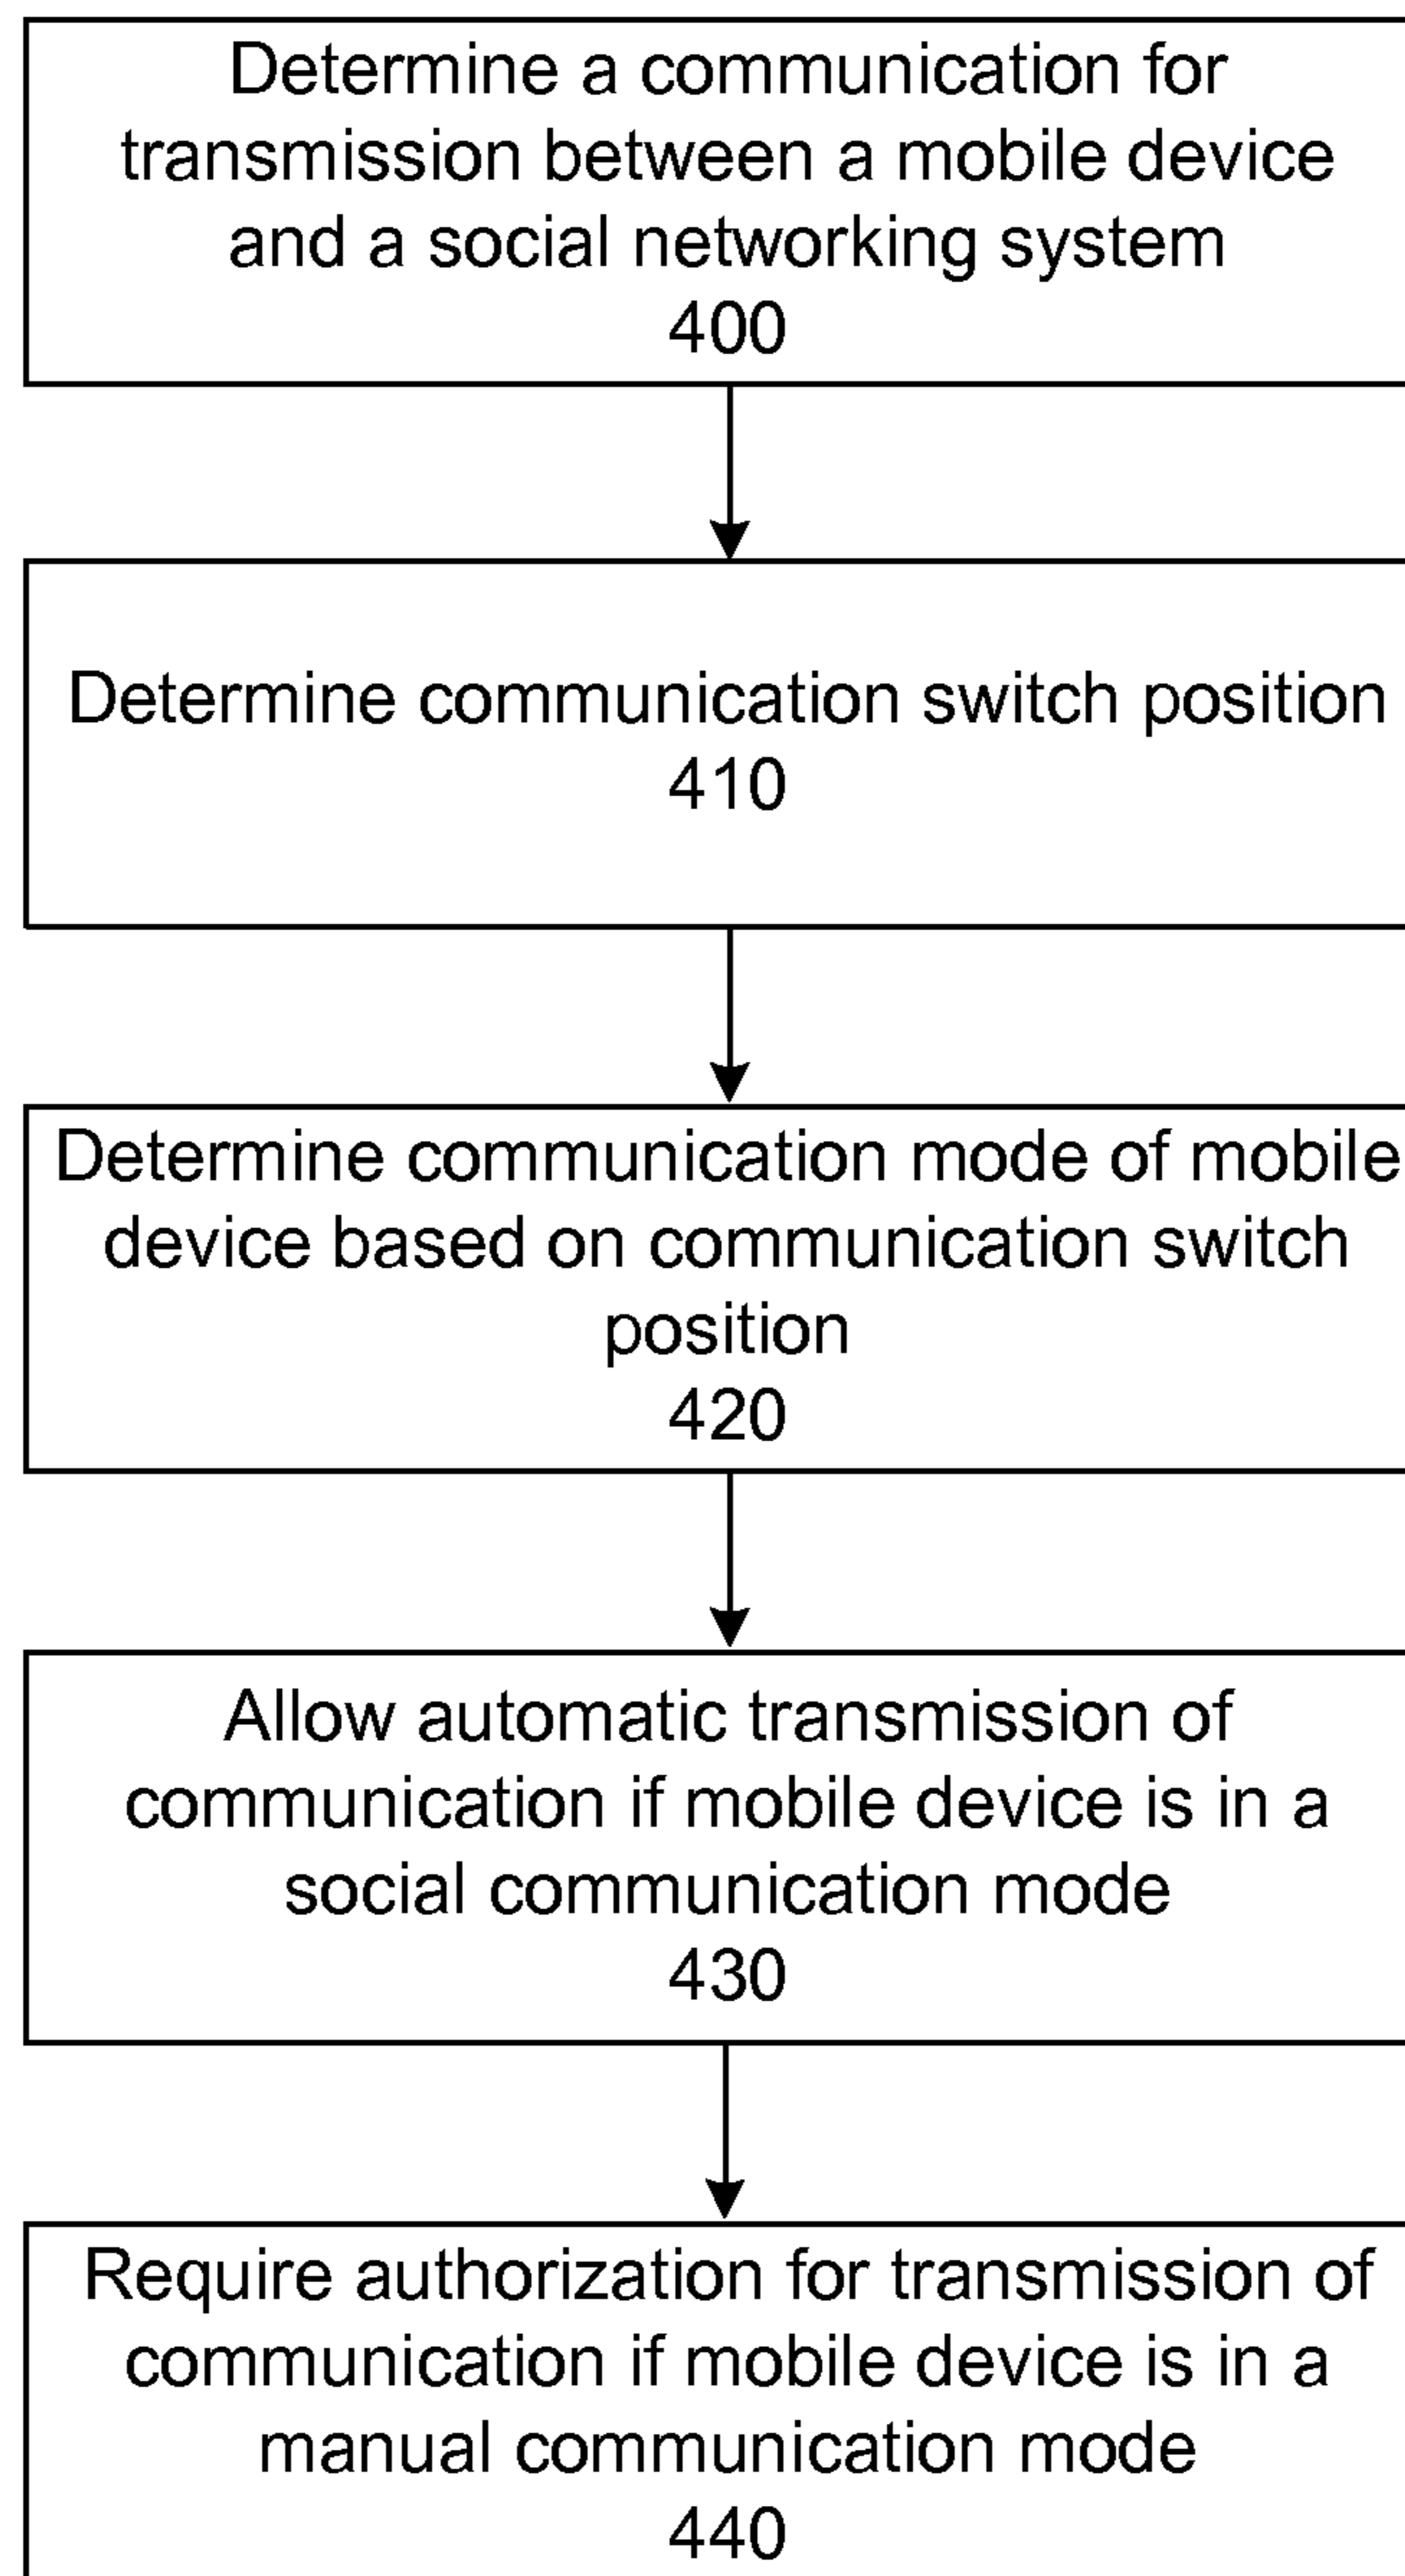 Determine a communication for
transmission between a mobile device
and a social networking system
400
Determine communication switch position
410
Determine communication mode of mobile
device based on communication switch
position
420
Allow automatic transmission of
communication if mobile device is in a
social communication mode
430
Require authorization for transmission of
communication if mobile device is in a
manual communication mode
440